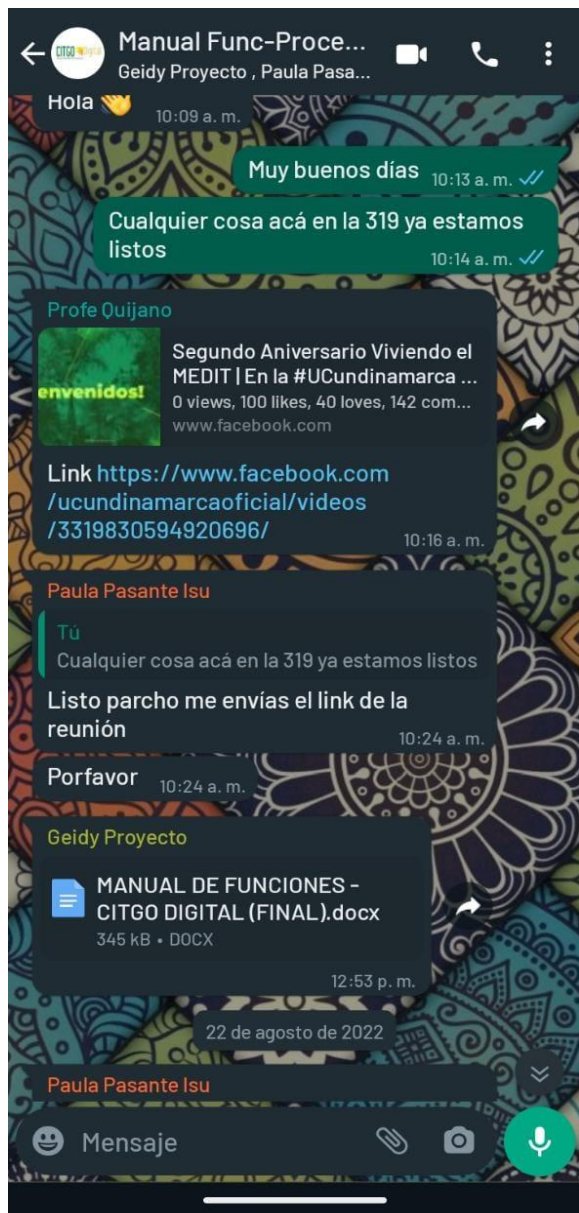 CITGO Digital
Manual Func-Proce...
Geidy Proyecto , Paula Pasa...
Hola 👋
10:09 a. m.
Muy buenos días 10:13 a. m.
Cualquier cosa acá en la 319 ya estamos
listos
10:14 a. m.
Profe Quijano
envenidos!
Segundo Aniversario Viviendo el
MEDIT | En la #UCundinamarca ...
0 views, 100 likes, 40 loves, 142 com...
www.facebook.com
Link https://www.facebook.com
/ucundinamarcaoficial/videos
/3319830594920696/
10:16 a. m.
Paula Pasante Isu
Tú
Cualquier cosa acá en la 319 ya estamos listos
Listo parcho me envías el link de la
reunión
10:24 a. m.
Porfavor 10:24 a. m.
Geidy Proyecto
MANUAL DE FUNCIONES -
CITGO DIGITAL (FINAL).docx
345 kB • DOCX
12:53 p. m.
22 de agosto de 2022
Paula Pasante Isu
Mensaje